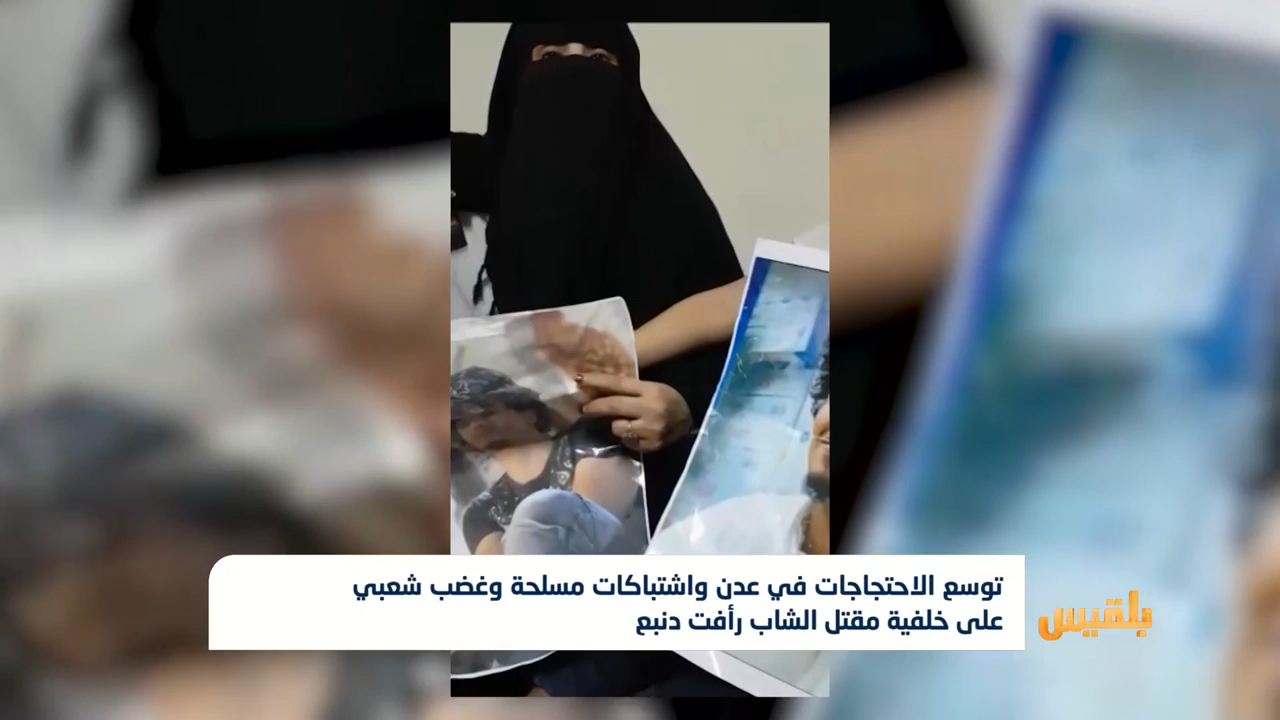 توسع الاحتجاجات في عدن واشتباكات مسلحة وغضب شعبي
على خلفية مقتل الشاب رأفت دنبع
بلقيس